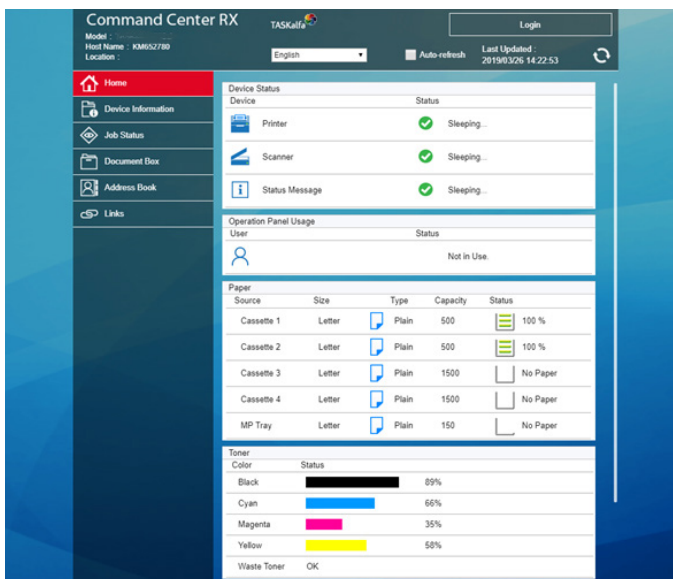 Command Center RX
TASKalfa
Login
Model :
Host Name : KM652780
Location :
English
Auto-refresh
Last Updated :
2019/03/26 14:22:53
Home
Device Information
Job Status
Document Box
Address Book
Links
Device Status
Device Status
Printer Sleeping...
Scanner Sleeping...
Status Message Sleeping...
Operation Panel Usage
User Status
Not in Use.
Paper
Source Size Type Capacity Status
Cassette 1 Letter Plain 500 100 %
Cassette 2 Letter Plain 500 100 %
Cassette 3 Letter Plain 1500 No Paper
Cassette 4 Letter Plain 1500 No Paper
MP Tray Letter Plain 150 No Paper
Toner
Color Status
Black 89%
Cyan 66%
Magenta 35%
Yellow 58%
Waste Toner OK